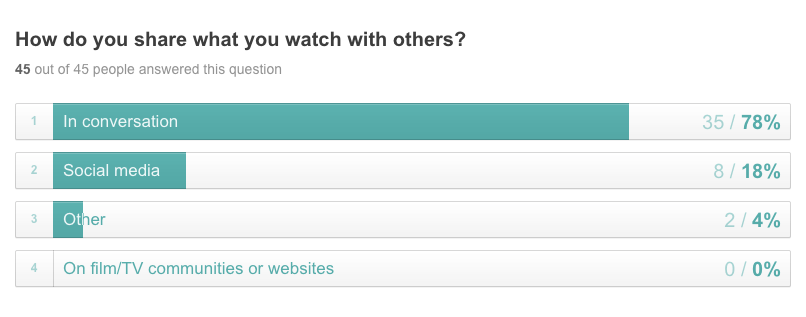 How do you share what you watch with others?
45 out of 45 people answered this question
1 In conversation 35 / 78%
2 Social media 8 / 18%
3 Other 2 / 4%
4 On film/TV communities or websites 0 / 0%